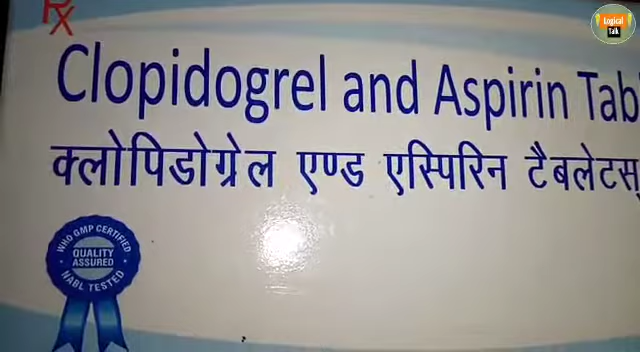 Rx
Logical
Talk
Clopidogrel and Aspirin Tab
क्लोपिडोग्रेल एण्ड एस्पिरिन टैबलेटस्
WHO GMP CERTIFIED
QUALITY
ASSURED
NABL TESTED